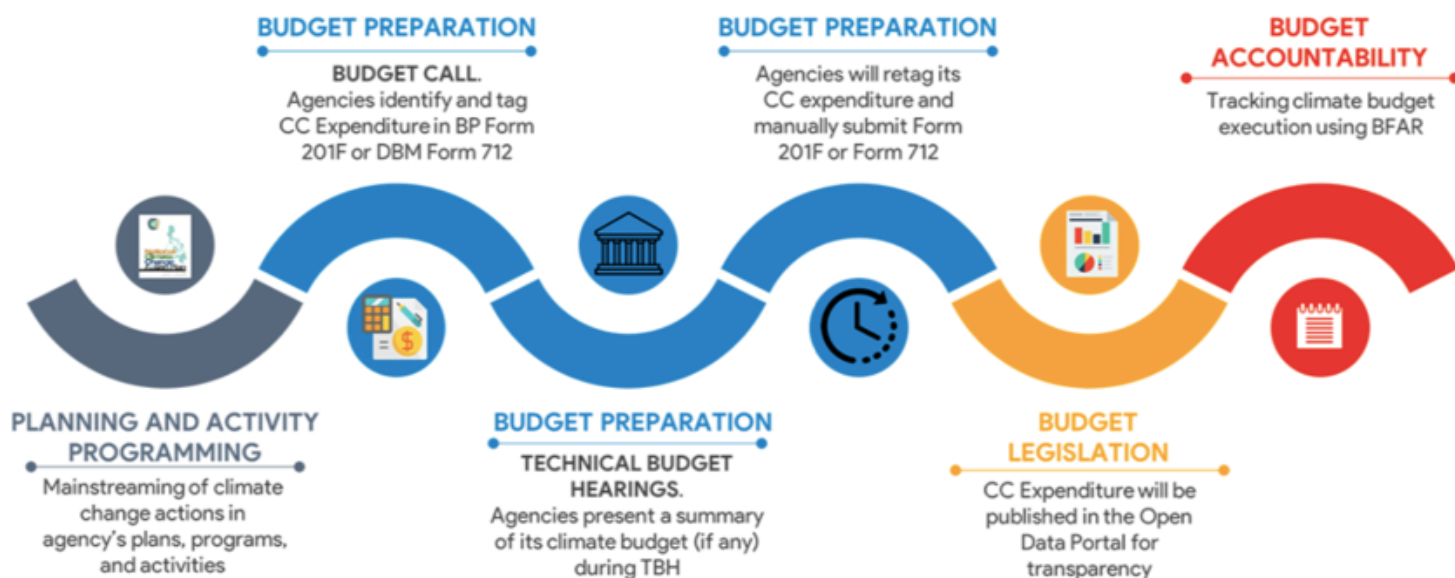 PLANNING AND ACTIVITY
PROGRAMMING
Mainstreaming of climate
change actions in
agency's plans, programs,
and activities
BUDGET PREPARATION
BUDGET CALL.
Agencies identify and tag
CC Expenditure in BP Form
201F or DBM Form 712
BUDGET PREPARATION
TECHNICAL BUDGET
HEARINGS.
Agencies present a summary
of its climate budget (if any)
during TBH
BUDGET PREPARATION
Agencies will retag its
CC expenditure and
manually submit Form
201F or Form 712
BUDGET
LEGISLATION
CC Expenditure will be
published in the Open
Data Portal for
transparency
BUDGET
ACCOUNTABILITY
Tracking climate budget
execution using BFAR